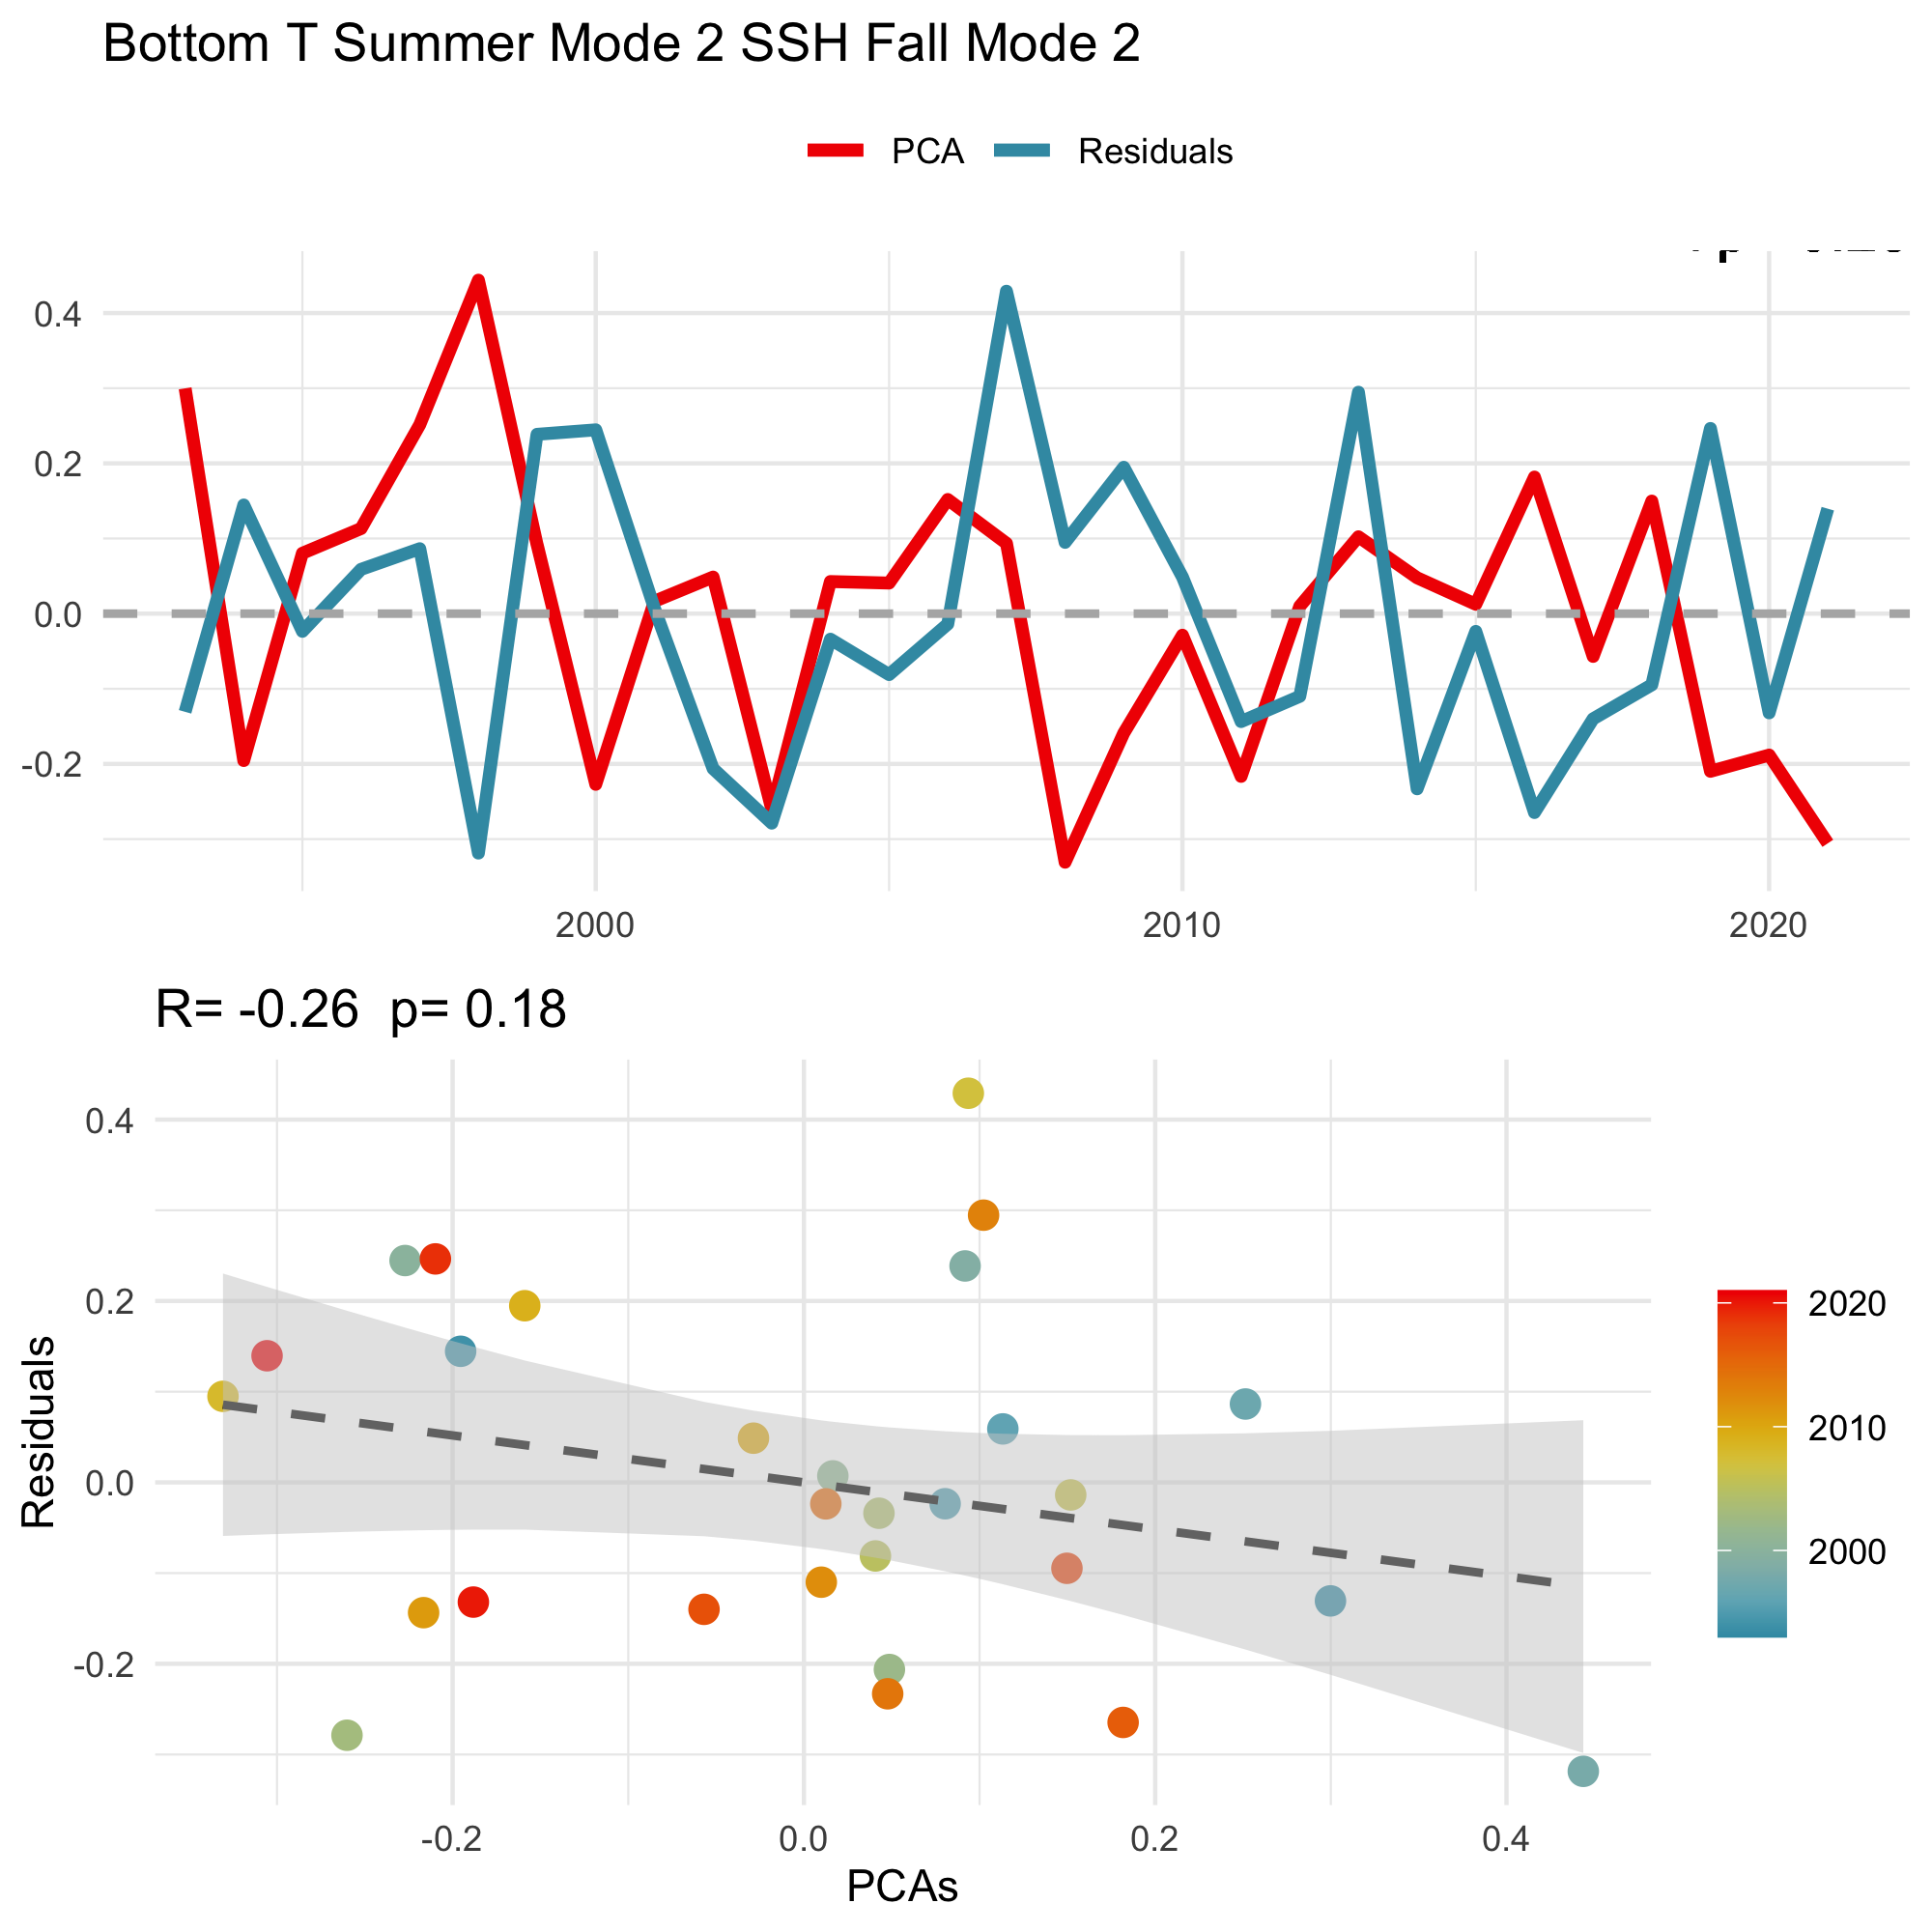 Bottom T Summer Mode 2 SSH Fall Mode 2
PCA Residuals
0.4
0.2
0.0
-0.2
2000 2010 2020
R= -0.26 p= 0.18
Residuals
0.4
0.2
0.0
-0.2
-0.2 0.0 0.2 0.4
PCAs
2020
2010
2000